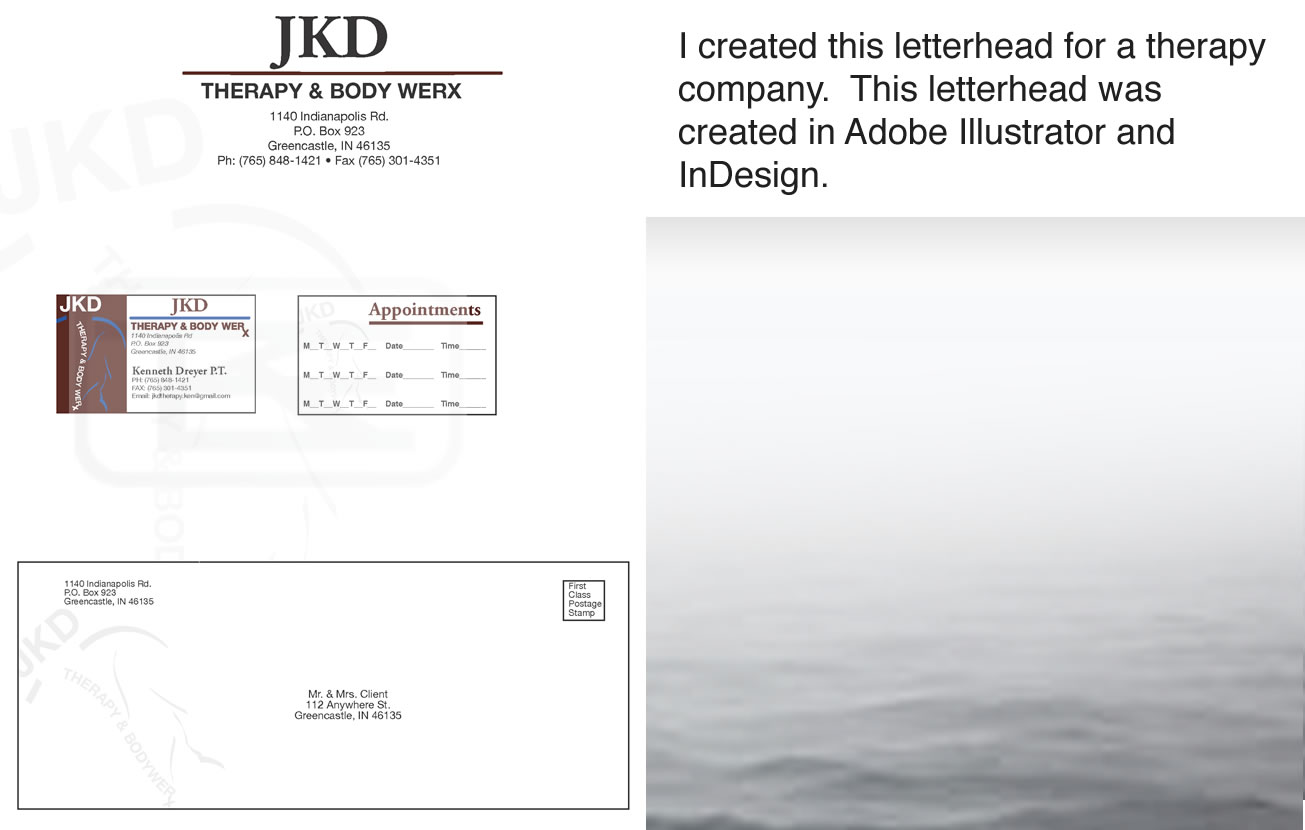 JKD
THERAPY & BODY WERX
1140 Indianapolis Rd.
P.O. Box 923
Greencastle, IN 46135
Ph: (765) 848-1421 • Fax (765) 301-4351
JKD
I created this letterhead for a therapy
company.  This letterhead was
created in Adobe Illustrator and
InDesign.
JKD
THERAPY & BODY WERX
JKD
THERAPY & BODY WERX
1140 Indianapolis Rd
P.O. Box 923
Greencastle, IN 46135
Kenneth Dreyer P.T.
PH: (765) 848-1421
FAX: (765) 301-4351
Email: jkdtherapy.ken@gmail.com
JKD
Appointments
M__T__W__T__F__ Date_______ Time______
M__T__W__T__F__ Date_______ Time______
M__T__W__T__F__ Date_______ Time______
1140 Indianapolis Rd.
P.O. Box 923
Greencastle, IN 46135
First
Class
Postage
Stamp
JKD
THERAPY & BODYWERX
Mr. & Mrs. Client
112 Anywhere St.
Greencastle, IN 46135